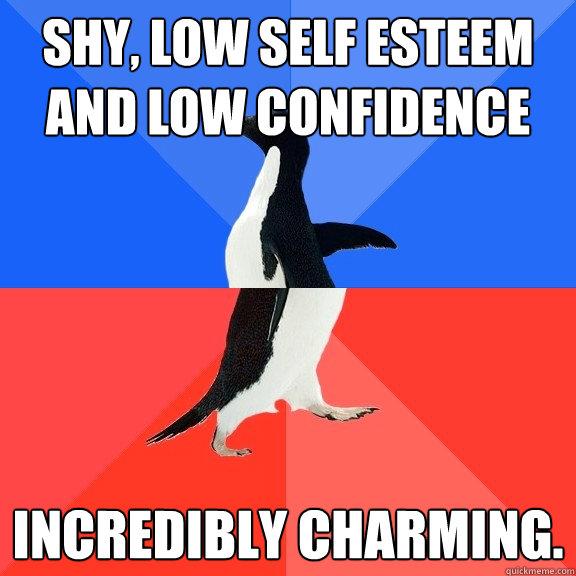 SHY, LOW SELF ESTEEM
AND LOW CONFIDENCE
INCREDIBLY CHARMING.
quickmeme.com